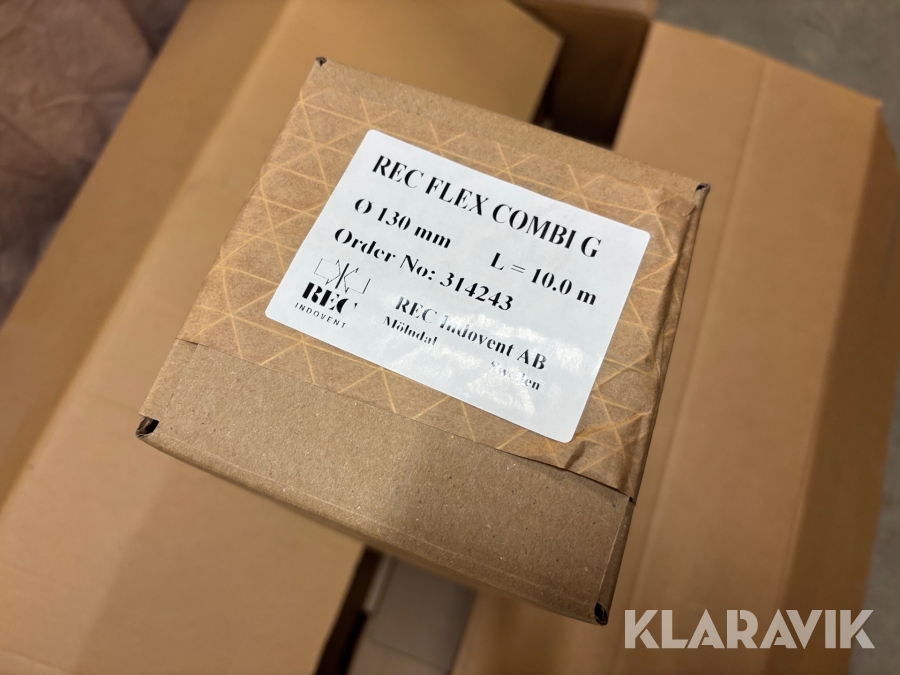 REC FLEX COMBI G
O 130 mm L = 10.0 m
Order No: 314243
REC
INDOVENT
REC Indovent AB
Mölndal Sweden
KLARAVIK